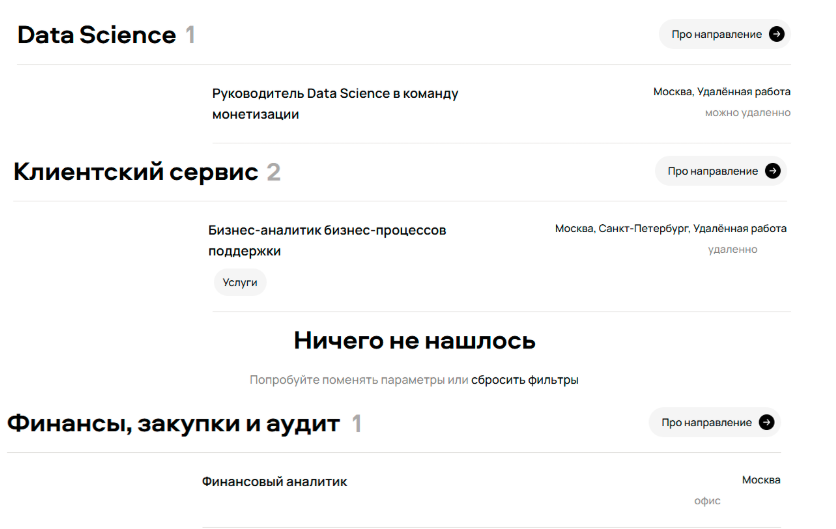 Data Science 1
Про направление
Руководитель Data Science в команду
монетизации
Москва, Удалённая работа
можно удаленно
Клиентский сервис 2
Про направление
Бизнес-аналитик бизнес-процессов
поддержки
Москва, Санкт-Петербург, Удалённая работа
удаленно
Услуги
Ничего не нашлось
Попробуйте поменять параметры или сбросить фильтры
Финансы, закупки и аудит 1
Про направление
Финансовый аналитик
Москва
офис